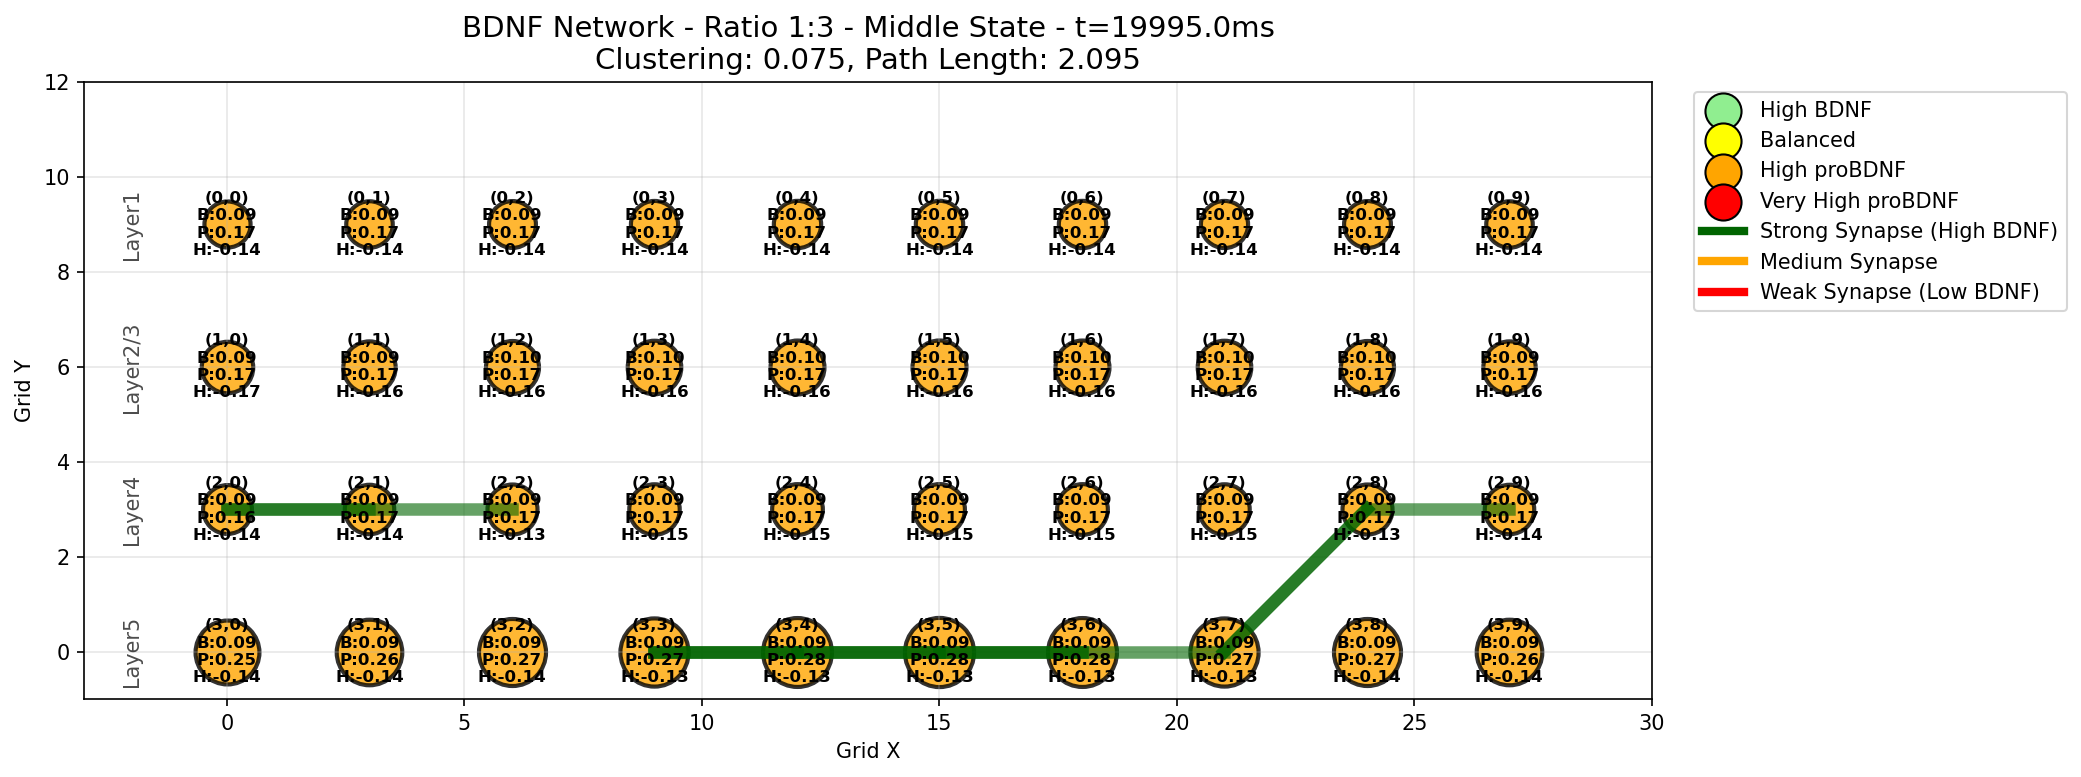 BDNF Network - Ratio 1:3 - Middle State - t=19995.0ms
Clustering: 0.075, Path Length: 2.095
Grid Y
12
10
8
6
4
2
0
Layer1
Layer2/3
Layer4
Layer5
(0,0) (0,1) (0,2) (0,3) (0,4) (0,5) (0,6) (0,7) (0,8) (0,9)
B:0.09 B:0.09 B:0.09 B:0.09 B:0.09 B:0.09 B:0.09 B:0.09 B:0.09 B:0.09
P:0.17 P:0.17 P:0.17 P:0.17 P:0.17 P:0.17 P:0.17 P:0.17 P:0.17 P:0.17
H:-0.14 H:-0.14 H:-0.14 H:-0.14 H:-0.14 H:-0.14 H:-0.14 H:-0.14 H:-0.14 H:-0.14
(1,0) (1,1) (1,2) (1,3) (1,4) (1,5) (1,6) (1,7) (1,8) (1,9)
B:0.09 B:0.09 B:0.10 B:0.10 B:0.10 B:0.10 B:0.10 B:0.10 B:0.10 B:0.09
P:0.17 P:0.17 P:0.17 P:0.17 P:0.17 P:0.17 P:0.17 P:0.17 P:0.17 P:0.17
H:-0.17 H:-0.16 H:-0.16 H:-0.16 H:-0.16 H:-0.16 H:-0.16 H:-0.16 H:-0.16 H:-0.16
(2,0) (2,1) (2,2) (2,3) (2,4) (2,5) (2,6) (2,7) (2,8) (2,9)
B:0.09 B:0.09 B:0.09 B:0.09 B:0.09 B:0.09 B:0.09 B:0.09 B:0.09 B:0.09
P:0.16 P:0.17 P:0.17 P:0.17 P:0.17 P:0.17 P:0.17 P:0.17 P:0.17 P:0.17
H:-0.14 H:-0.14 H:-0.13 H:-0.15 H:-0.15 H:-0.15 H:-0.15 H:-0.15 H:-0.13 H:-0.14
(3,0) (3,1) (3,2) (3,3) (3,4) (3,5) (3,6) (3,7) (3,8) (3,9)
B:0.09 B:0.09 B:0.09 B:0.09 B:0.09 B:0.09 B:0.09 B:0.09 B:0.09 B:0.09
P:0.25 P:0.26 P:0.27 P:0.27 P:0.28 P:0.28 P:0.28 P:0.27 P:0.27 P:0.26
H:-0.14 H:-0.14 H:-0.14 H:-0.13 H:-0.13 H:-0.13 H:-0.13 H:-0.13 H:-0.14 H:-0.14
0 5 10 15 20 25 30
Grid X
High BDNF
Balanced
High proBDNF
Very High proBDNF
Strong Synapse (High BDNF)
Medium Synapse
Weak Synapse (Low BDNF)